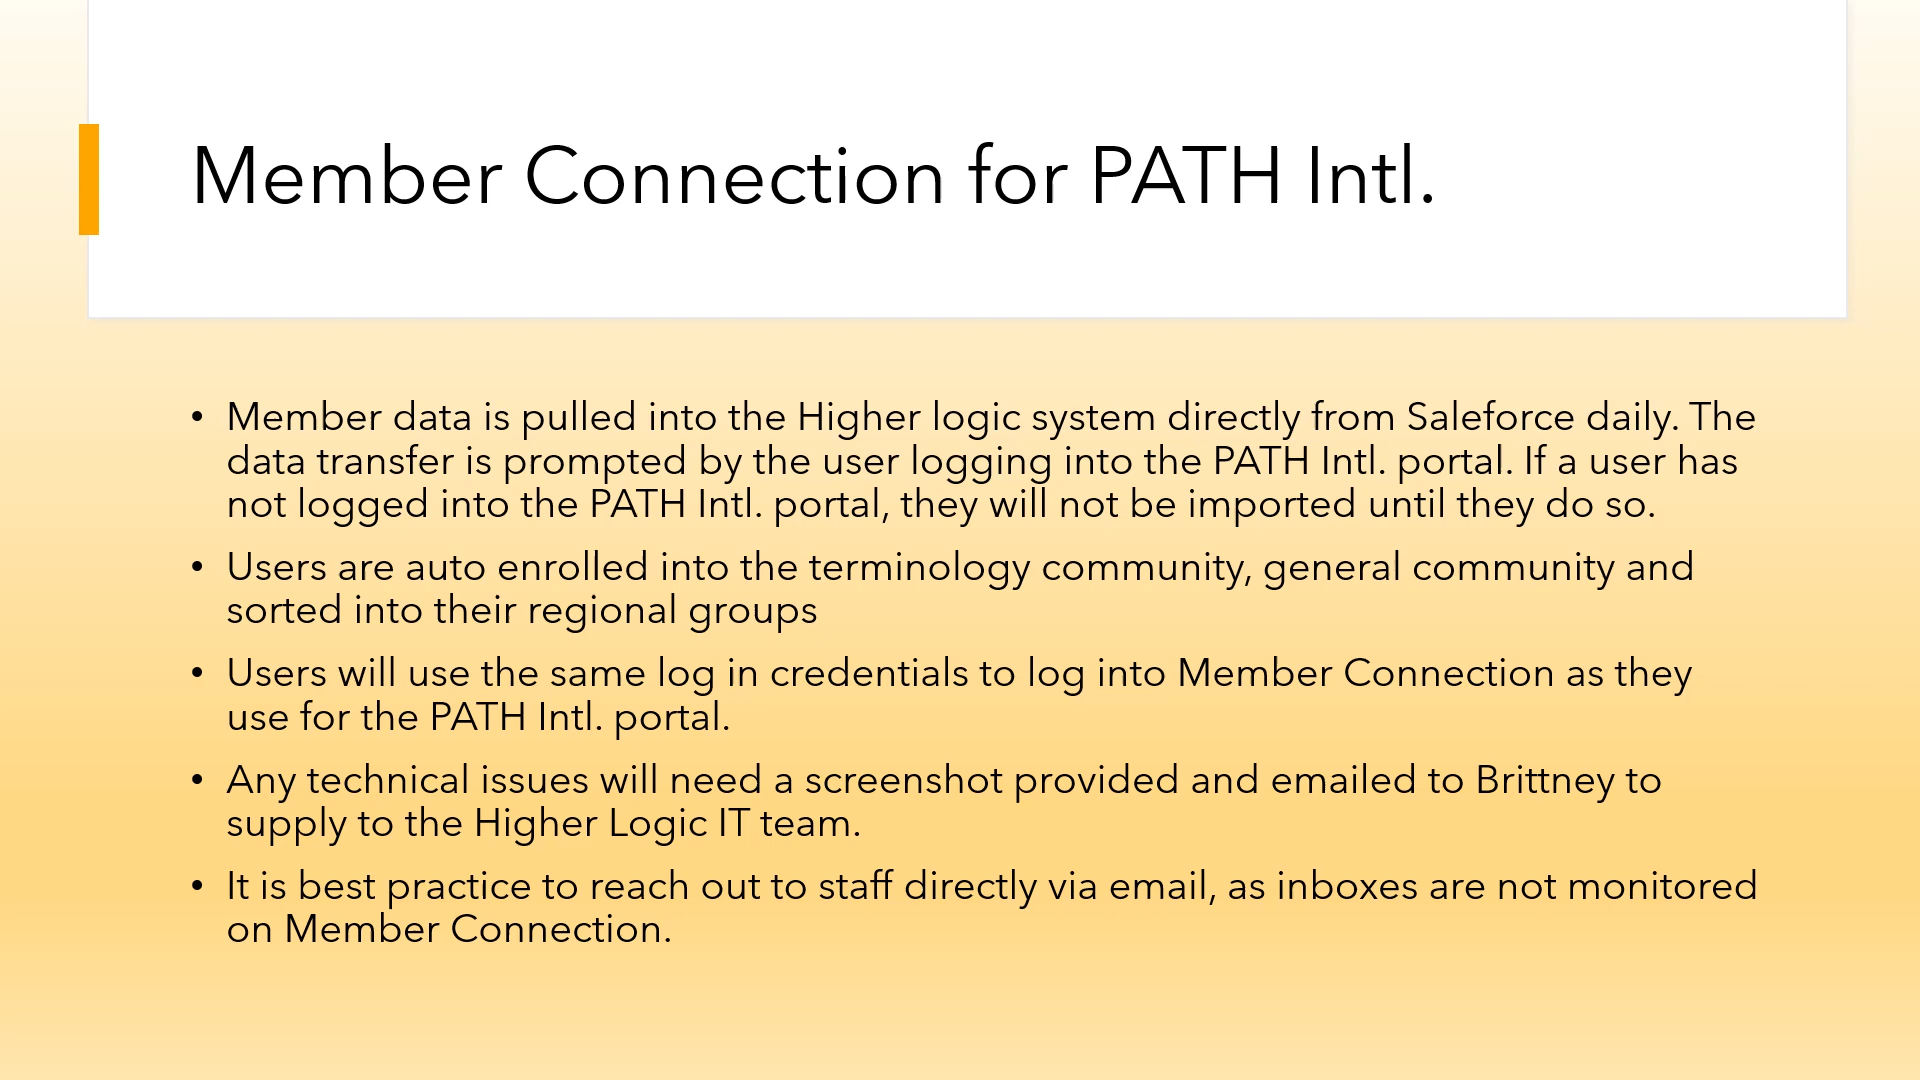 Member Connection for PATH Intl.
• Member data is pulled into the Higher logic system directly from Saleforce daily. The
data transfer is prompted by the user logging into the PATH Intl. portal. If a user has
not logged into the PATH Intl. portal, they will not be imported until they do so.
• Users are auto enrolled into the terminology community, general community and
sorted into their regional groups
• Users will use the same log in credentials to log into Member Connection as they
use for the PATH Intl. portal.
• Any technical issues will need a screenshot provided and emailed to Brittney to
supply to the Higher Logic IT team.
• It is best practice to reach out to staff directly via email, as inboxes are not monitored
on Member Connection.